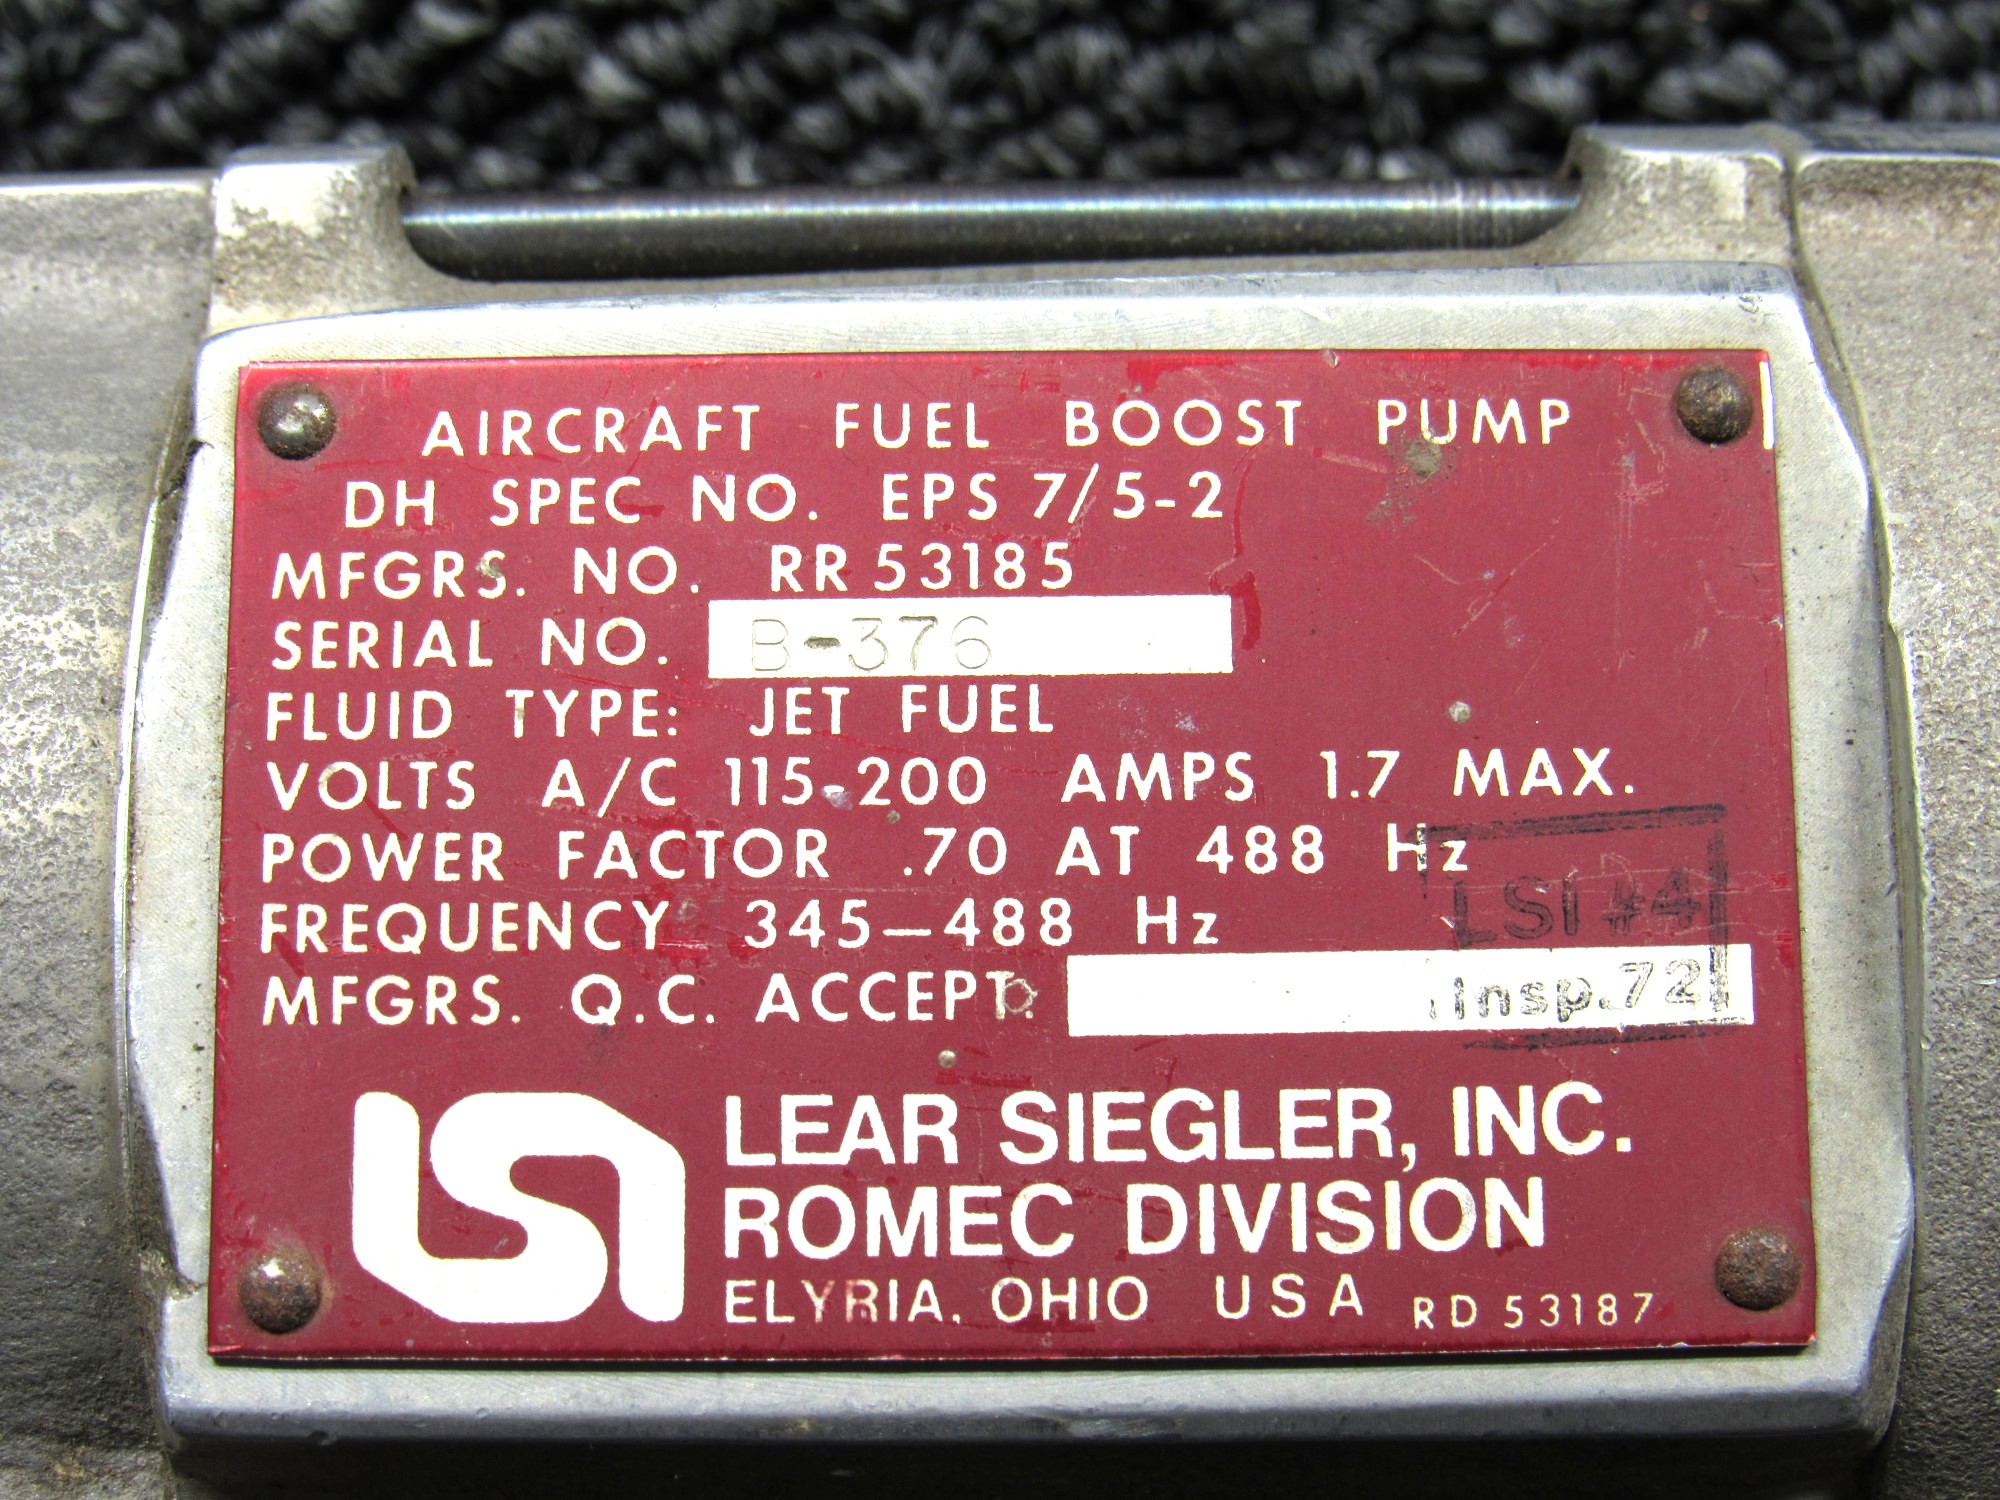 AIRCRAFT FUEL BOOST PUMP
DH SPEC NO. EPS 7/5-2
MFGRS. NO. RR 53185
SERIAL NO. B-376
FLUID TYPE: JET FUEL
VOLTS A/C 115-200 AMPS 1.7 MAX.
POWER FACTOR .70 AT 488 Hz
LSI #4
FREQUENCY 345-488 Hz
MFGRS. Q.C. ACCEPT. Insp. 72
LSI
LEAR SIEGLER, INC.
ROMEC DIVISION
ELYRIA, OHIO USA RD 53187